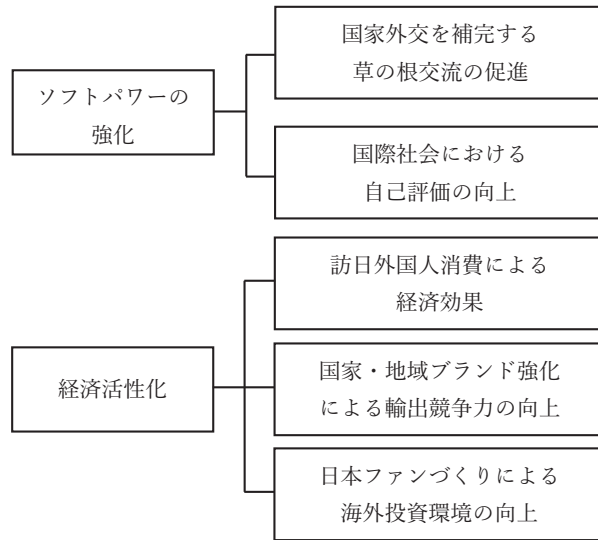 ソフトパワーの
強化
国家外交を補完する
草の根交流の促進
国際社会における
自己評価の向上
経済活性化
訪日外国人消費による
経済効果
国家・地域ブランド強化
による輸出競争力の向上
日本ファンづくりによる
海外投資環境の向上